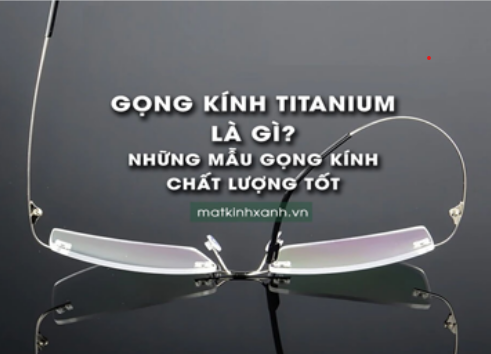 GỌNG KÍNH TITANIUM
LÀ GÌ?
NHỮNG MẪU GỌNG KÍNH
CHẤT LƯỢNG TỐT
matkinhxanh.vn